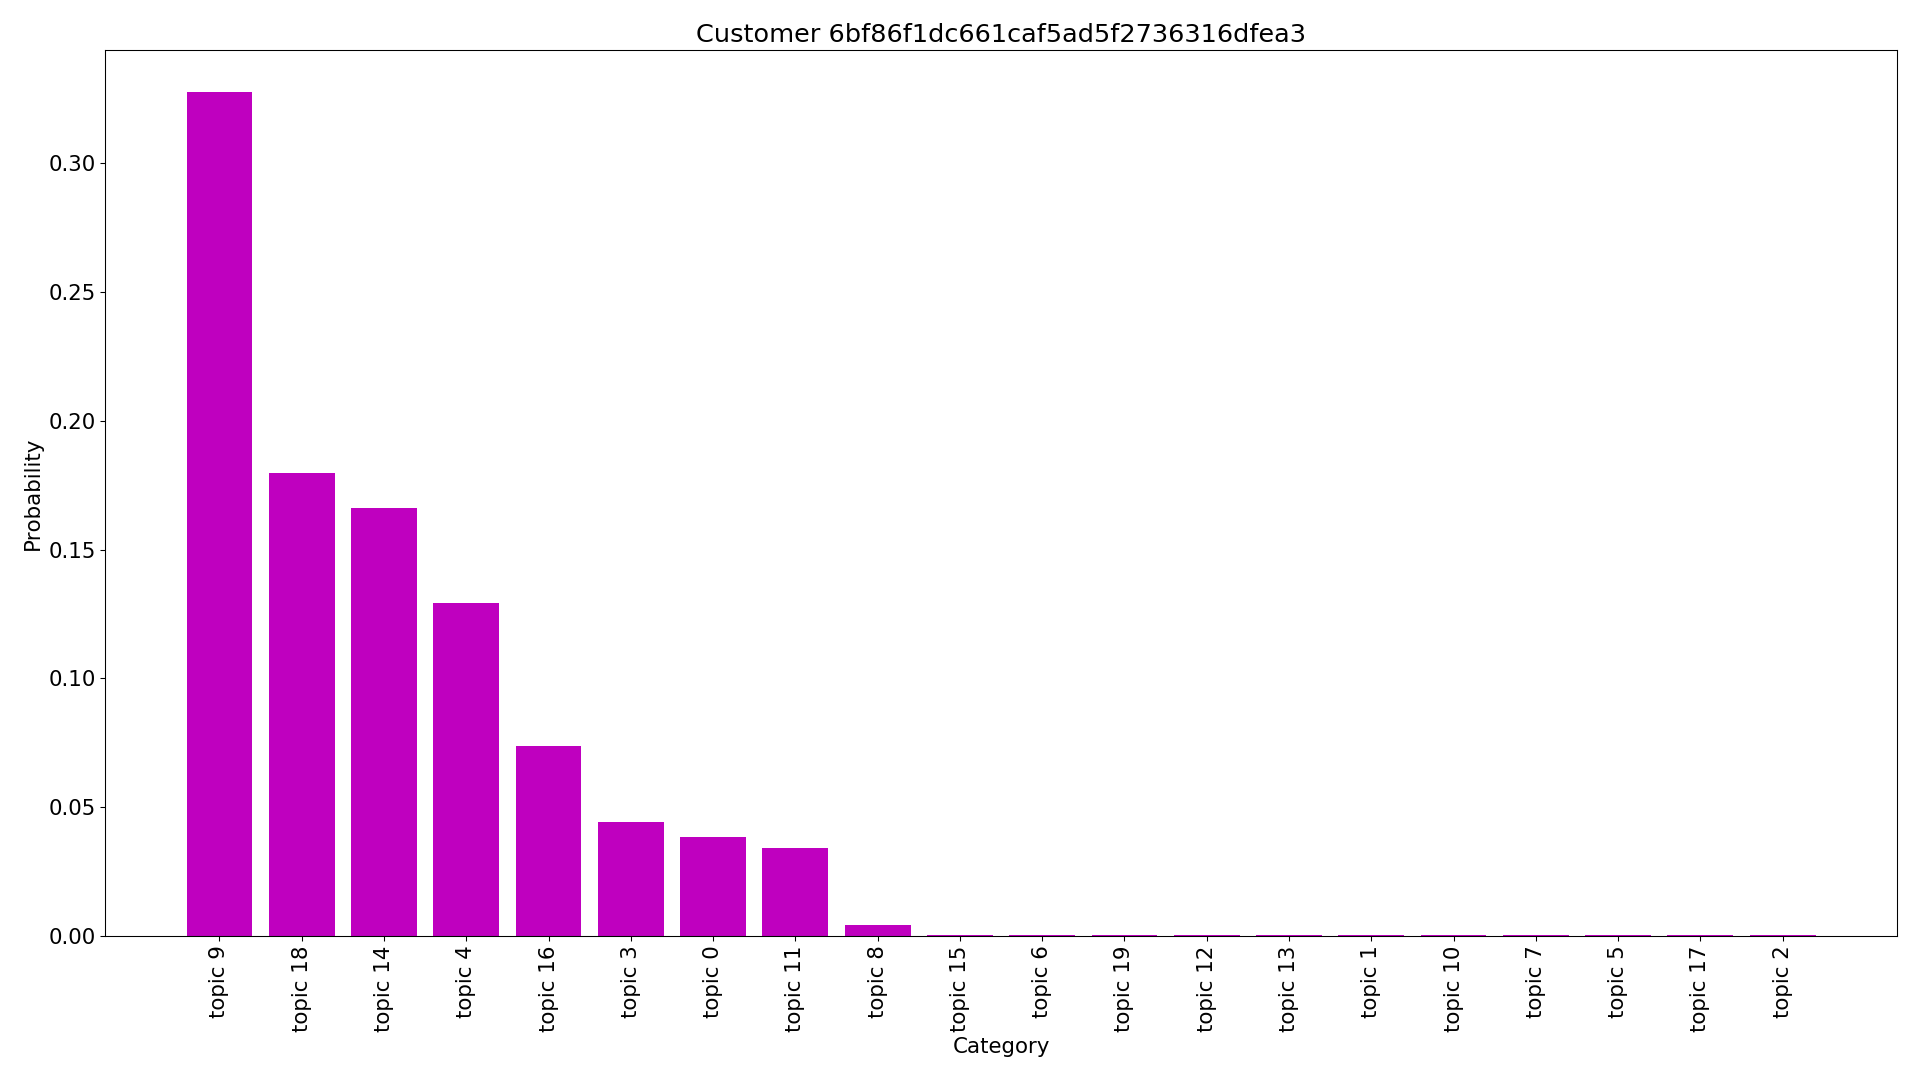 Customer 6bf86f1dc661caf5ad5f2736316dfea3
Probability
0.30
0.25
0.20
0.15
0.10
0.05
0.00
topic 9
topic 18
topic 14
topic 4
topic 16
topic 3
topic 0
topic 11
topic 8
topic 15
topic 6
topic 19
topic 12
topic 13
topic 1
topic 10
topic 7
topic 5
topic 17
topic 2
Category